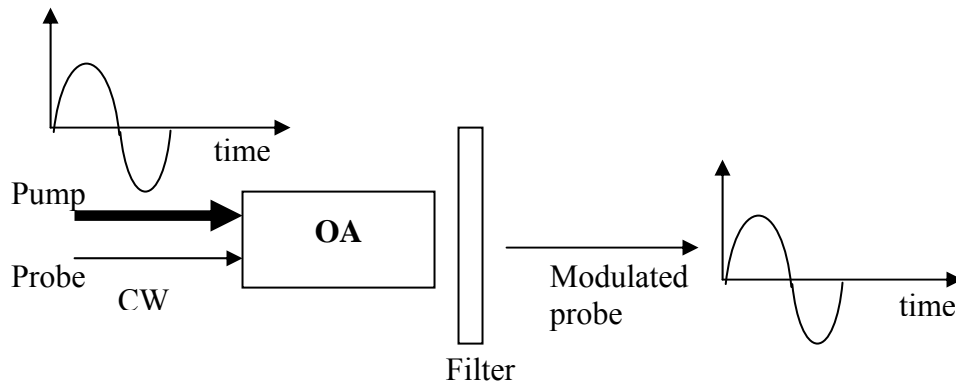 time
Pump
OA
Probe
CW
Modulated
probe
time
Filter